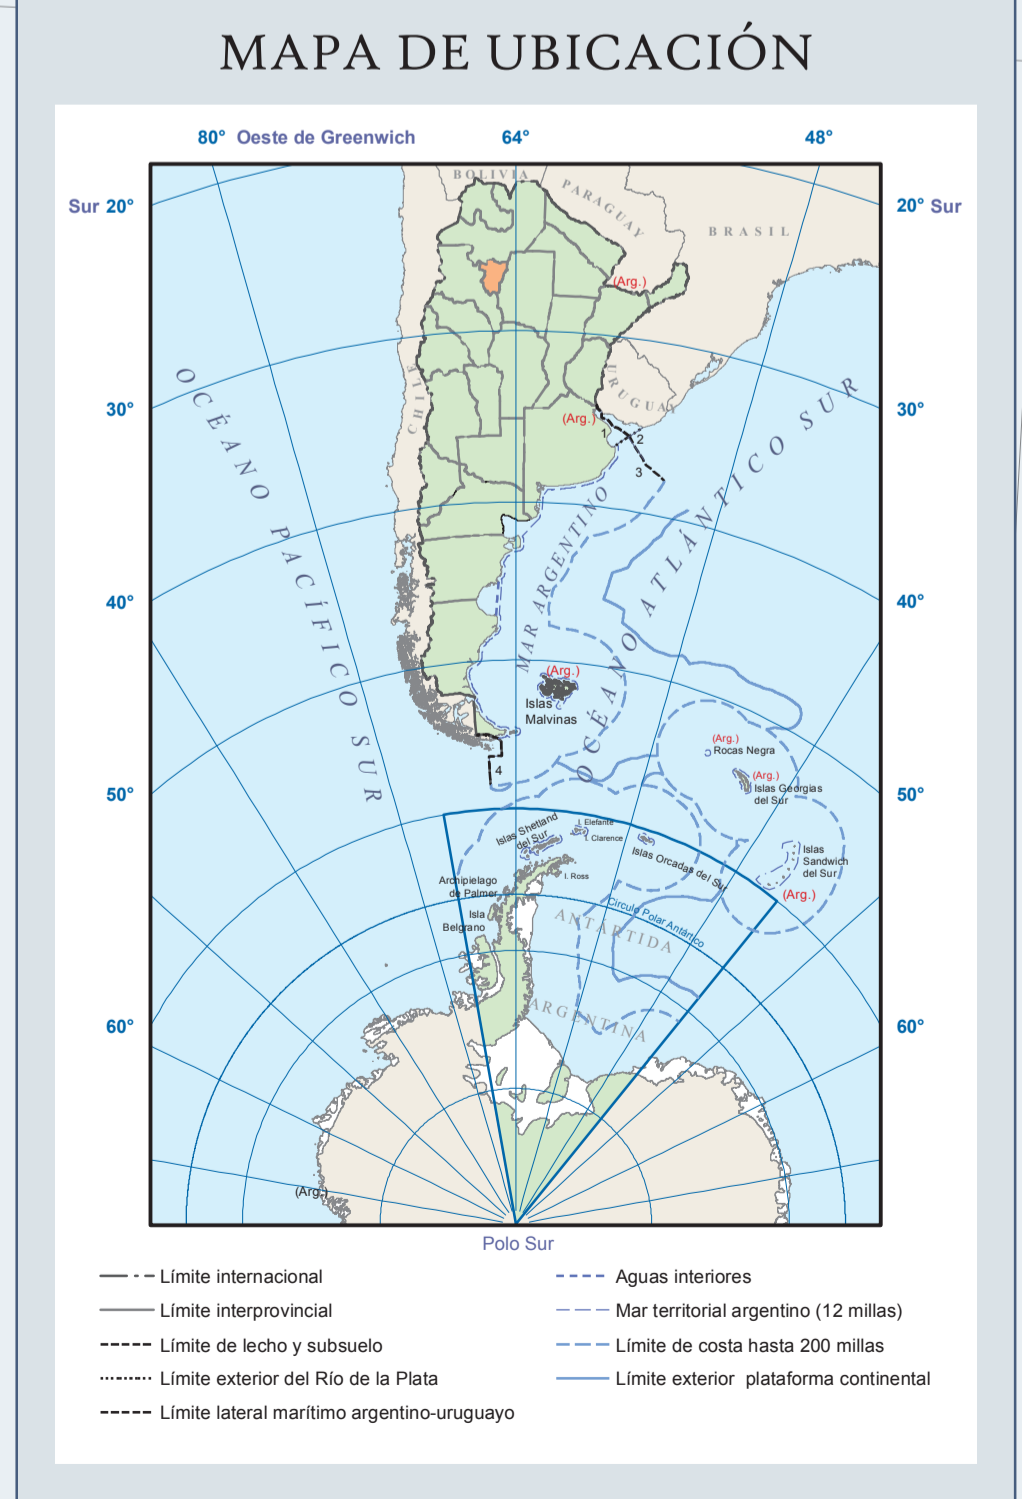 MAPA DE UBICACIÓN
80° Oeste de Greenwich 64° 48°
BOLIVIA
PARAGUAY
Sur 20° 20° Sur
BRASIL
(Arg.)
CHILE
URUGUAY
30° 30°
(Arg.)
1
2
3
OCÉANO PACÍFICO SUR
OCÉANO ATLÁNTICO SUR
MAR ARGENTINO
40° 40°
(Arg.)
Islas
Malvinas
(Arg.)
Rocas Negra
4
(Arg.)
Islas Georgias
del Sur
50° 50°
I. Elefante
I. Clarence
Islas Shetland
del Sur
Islas Orcadas del Sur
Islas
Sandwich
del Sur
(Arg.)
I. Ross
Archipielago
de Palmer
Isla
Belgrano
Circulo Polar Antártico
ANTÁRTIDA
ARGENTINA
60° 60°
(Arg.)
Polo Sur
Límite internacional
Límite interprovincial
Límite de lecho y subsuelo
Límite exterior del Río de la Plata
Límite lateral marítimo argentino-uruguayo
Aguas interiores
Mar territorial argentino (12 millas)
Límite de costa hasta 200 millas
Límite exterior plataforma continental